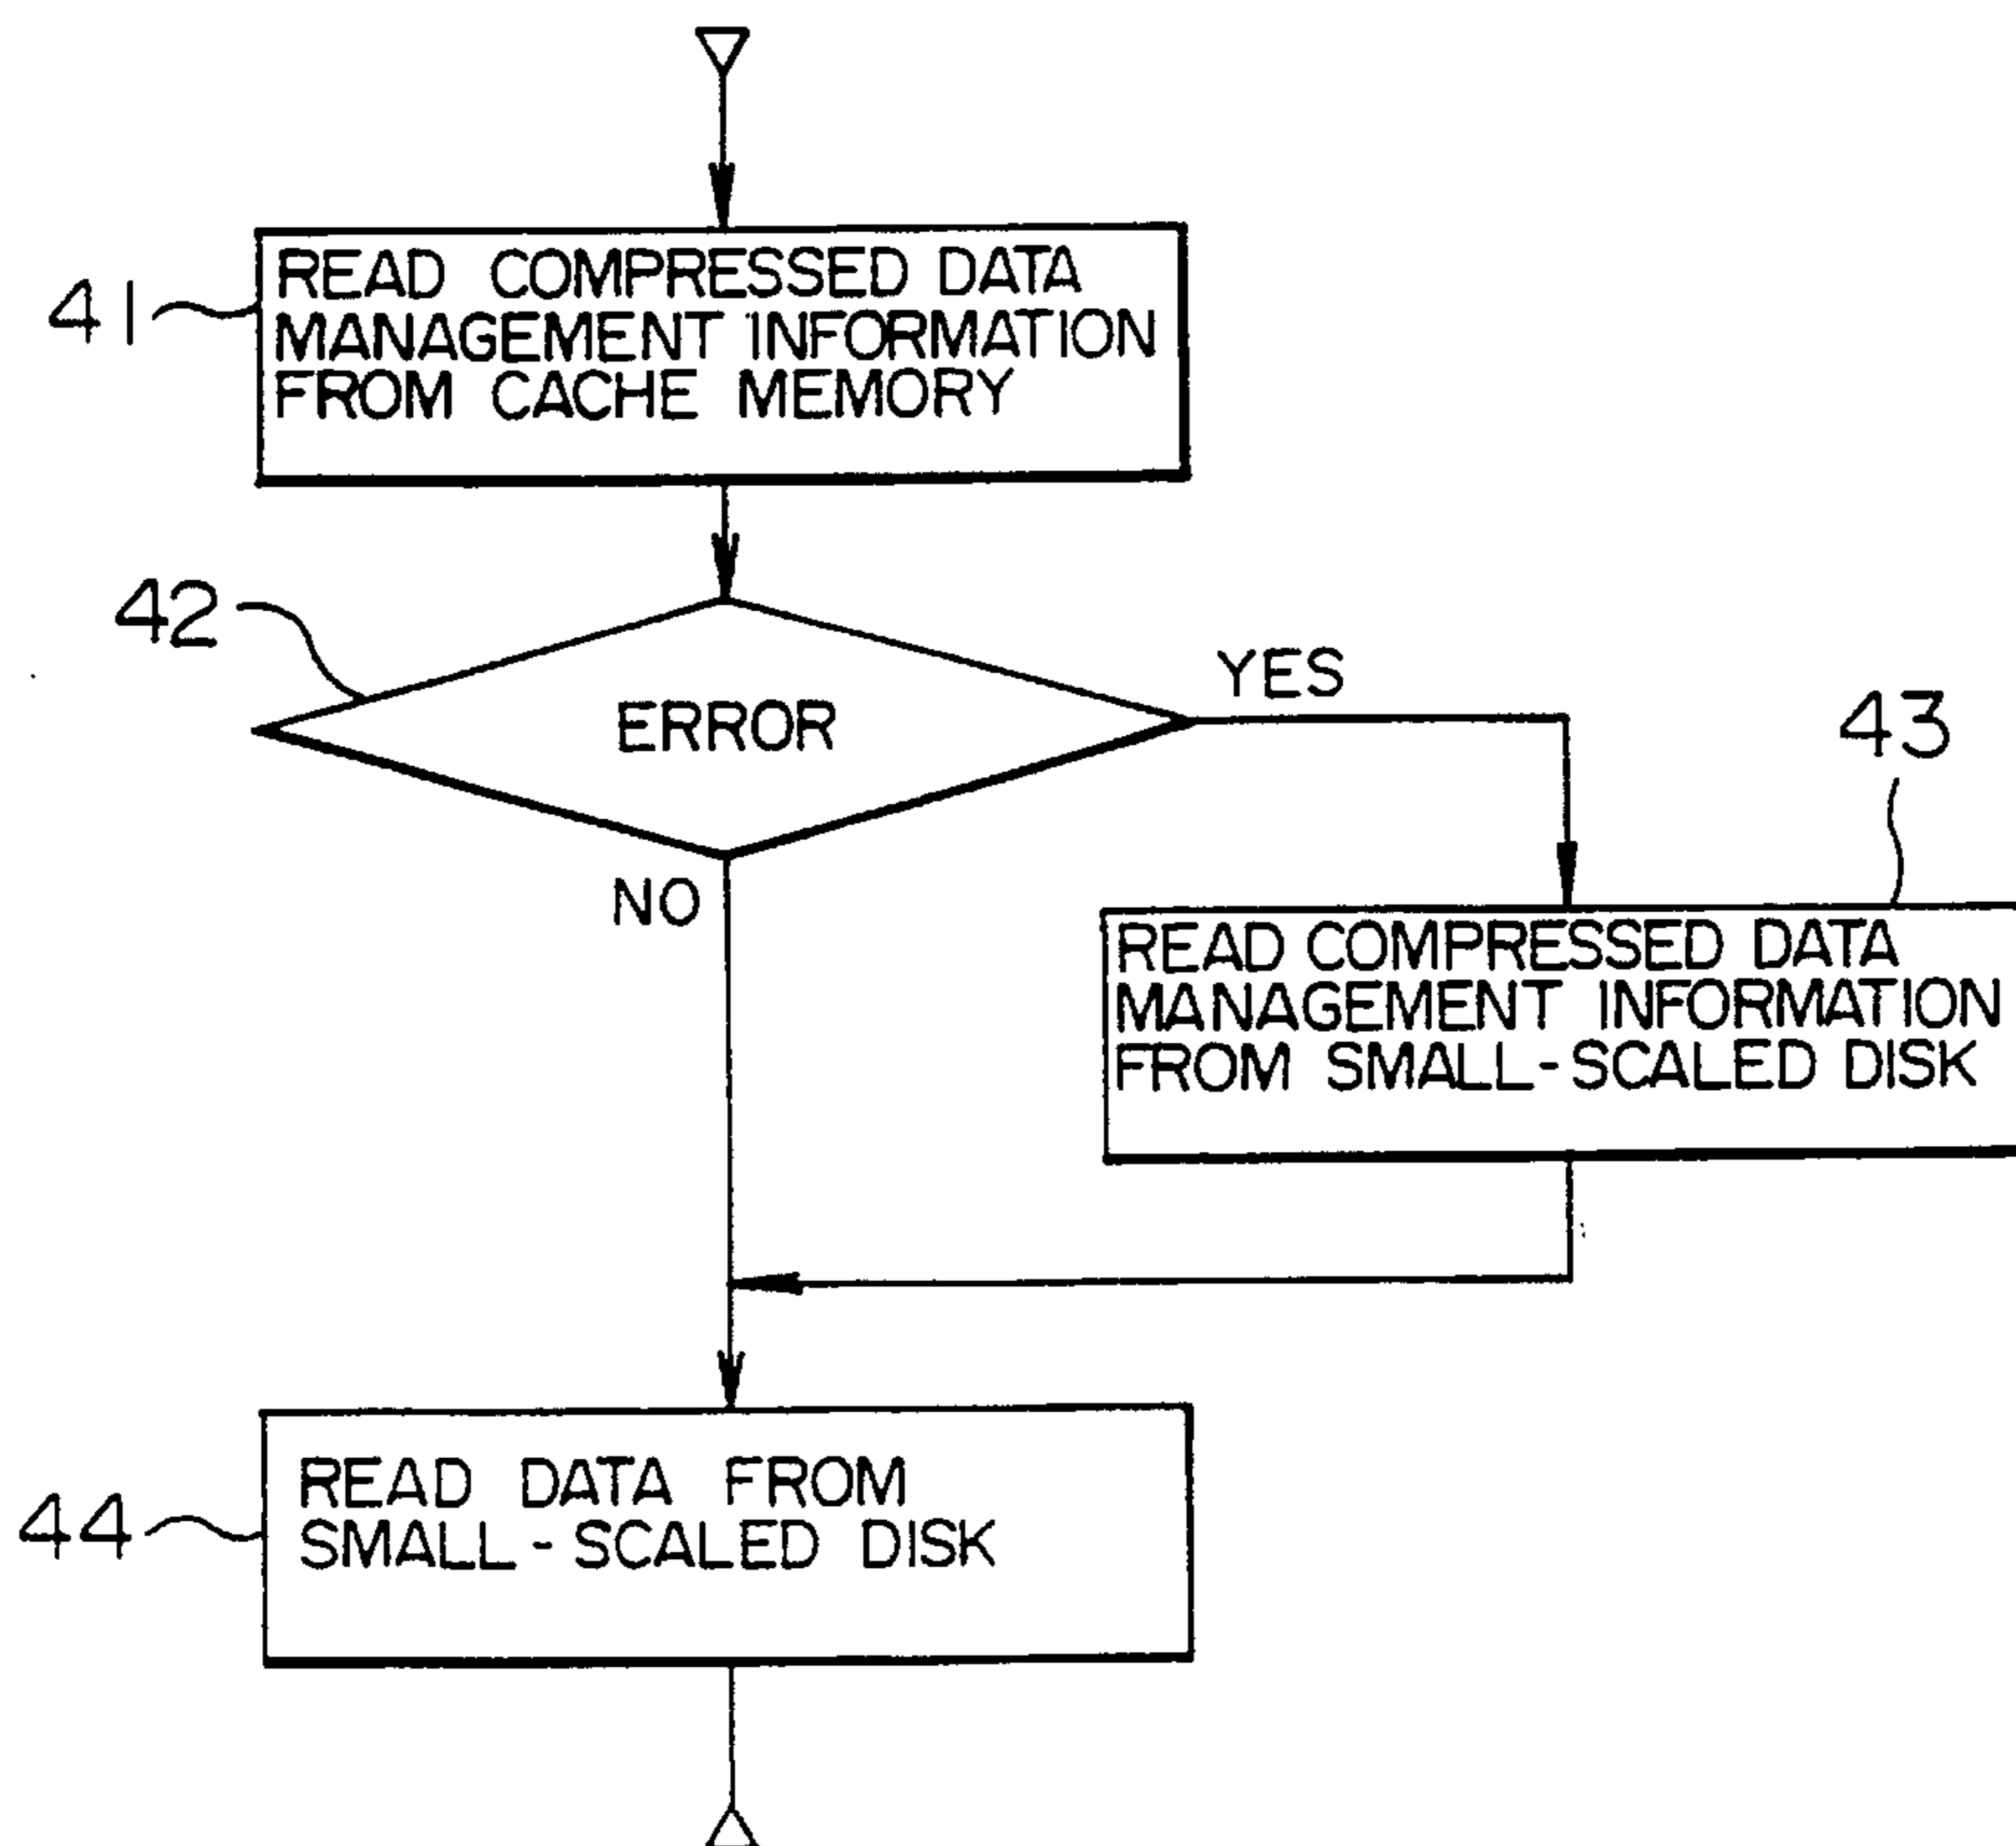 41
READ COMPRESSED DATA
MANAGEMENT INFORMATION
FROM CACHE MEMORY
42
ERROR
YES
NO
43
READ COMPRESSED DATA
MANAGEMENT INFORMATION
FROM SMALL-SCALED DISK
44
READ DATA FROM
SMALL-SCALED DISK